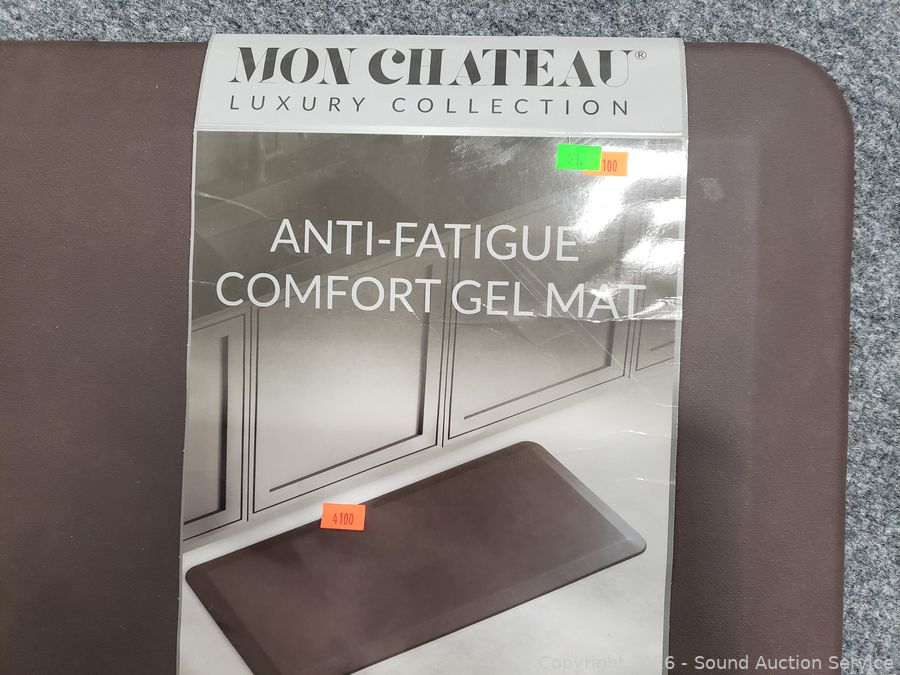 MON CHATEAU®
LUXURY COLLECTION
100
ANTI-FATIGUE
COMFORT GEL MAT
4100
Sound Auction Service